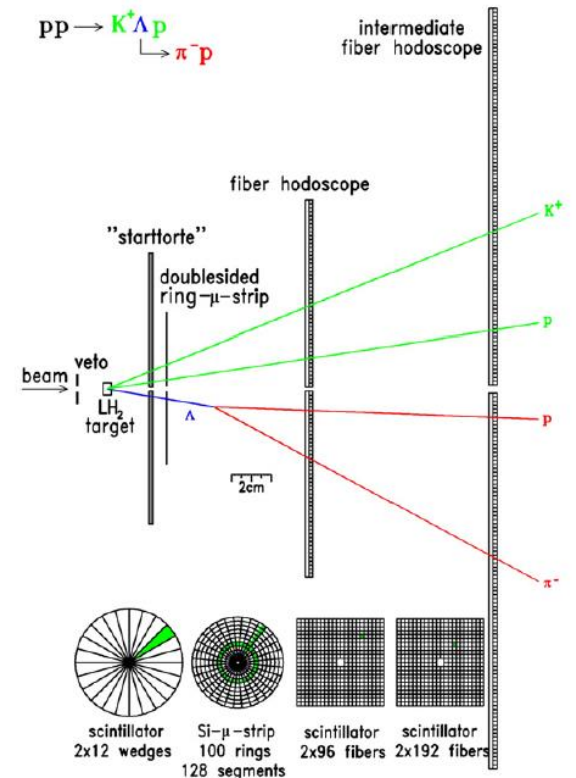 pp → K⁺Λp
π⁻p
intermediate
fiber hodoscope
fiber hodoscope
"starttorte"
doublesided
ring-μ-strip
veto
beam
LH₂
target
Λ
K⁺
p
p
π⁻
2cm
scintillator
2x12 wedges
Si-μ-strip
100 rings
128 segments
scintillator
2x96 fibers
scintillator
2x192 fibers